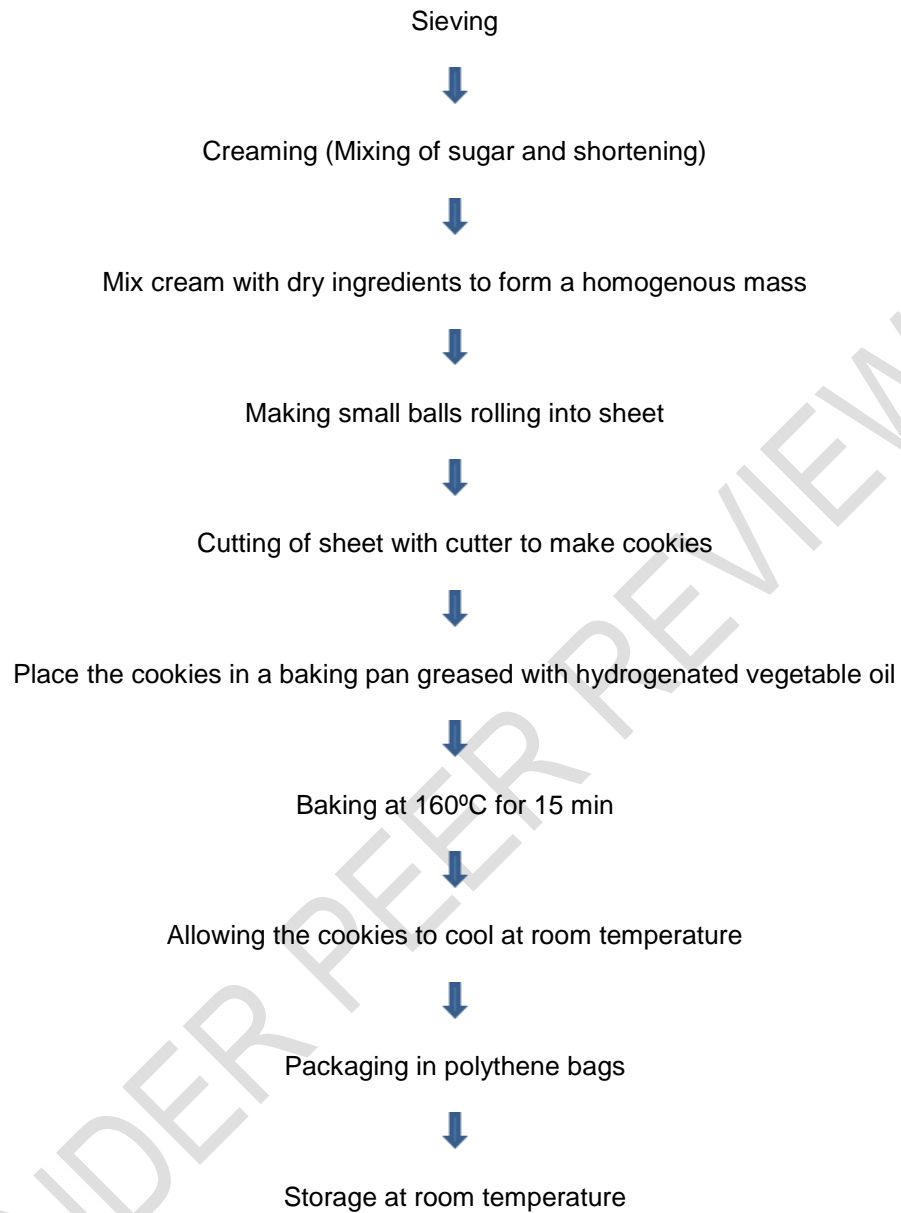 Sieving
Creaming (Mixing of sugar and shortening)
Mix cream with dry ingredients to form a homogenous mass
Making small balls rolling into sheet
Cutting of sheet with cutter to make cookies
Place the cookies in a baking pan greased with hydrogenated vegetable oil
Baking at 160ºC for 15 min
Allowing the cookies to cool at room temperature
Packaging in polythene bags
Storage at room temperature
NDER PEER REVIEW